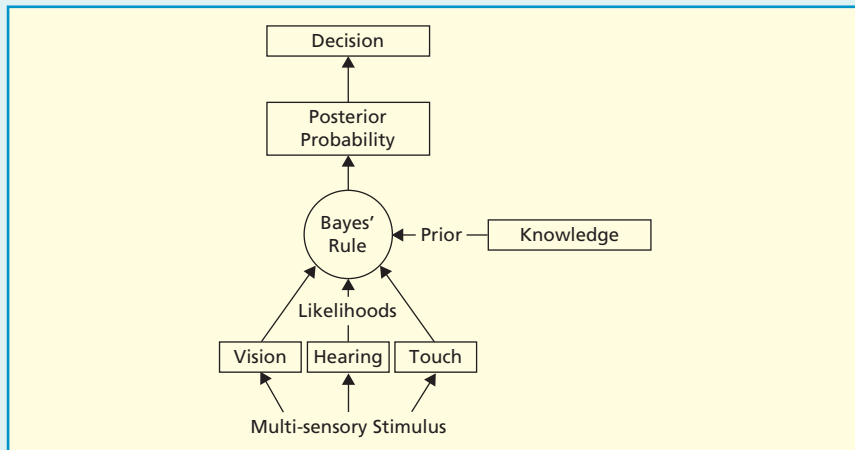 Decision
Posterior
Probability
Bayes’
Rule
Prior
Knowledge
Likelihoods
Vision
Hearing
Touch
Multi-sensory Stimulus